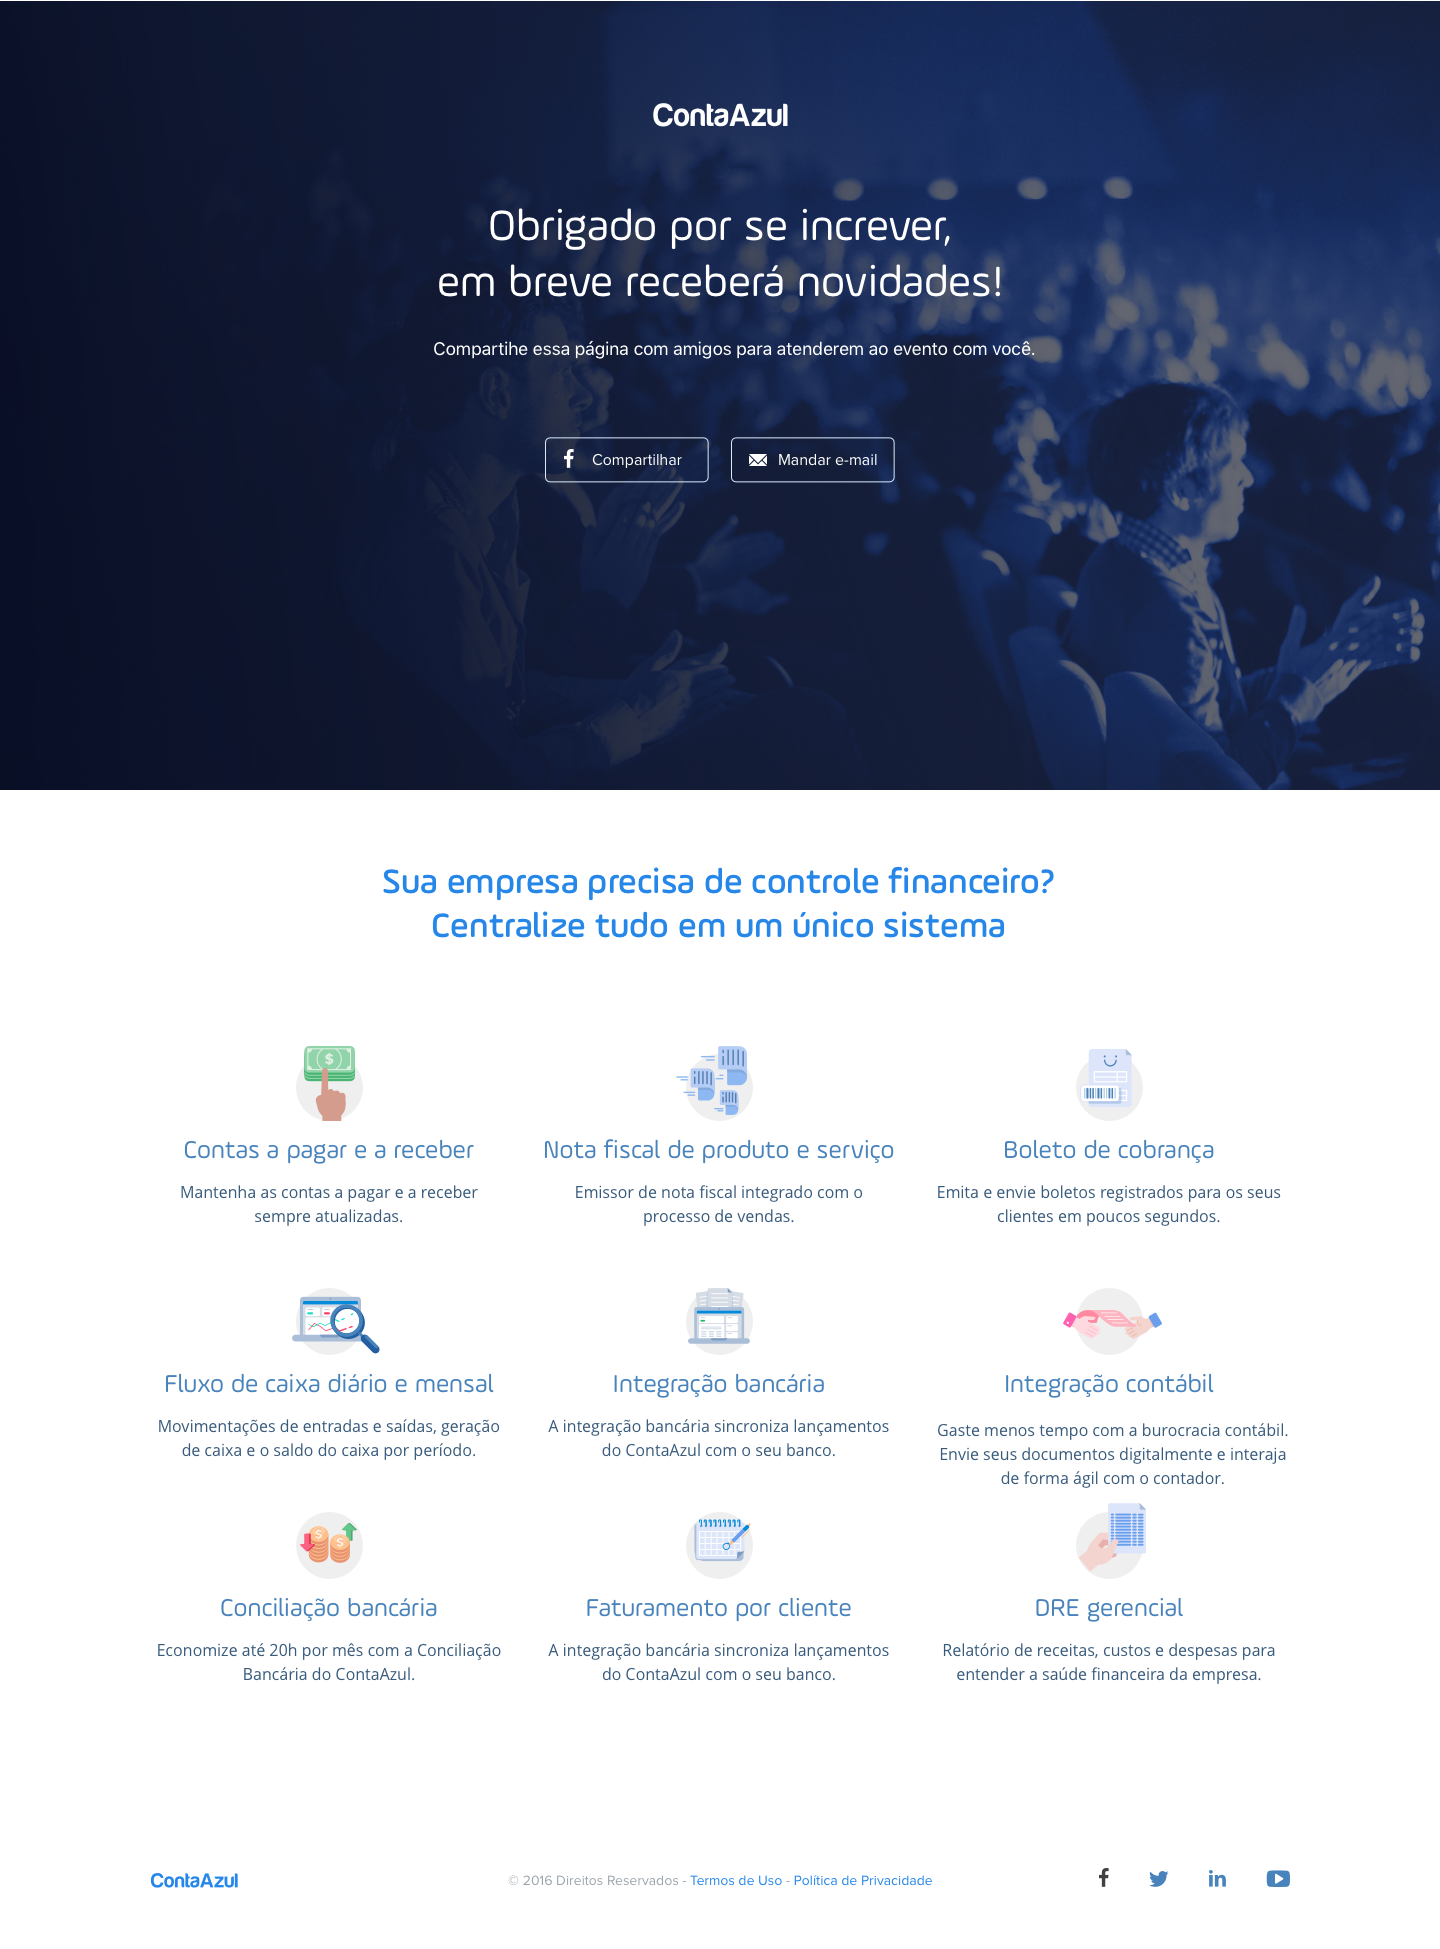 ContaAzul
Obrigado por se increver,
em breve receberá novidades!
Compartihe essa página com amigos para atenderem ao evento com você.
Compartilhar
Mandar e-mail
Sua empresa precisa de controle financeiro?
Centralize tudo em um único sistema
Contas a pagar e a receber
Mantenha as contas a pagar e a receber
sempre atualizadas.
Nota fiscal de produto e serviço
Emissor de nota fiscal integrado com o
processo de vendas.
Boleto de cobrança
Emita e envie boletos registrados para os seus
clientes em poucos segundos.
Fluxo de caixa diário e mensal
Movimentações de entradas e saídas, geração
de caixa e o saldo do caixa por período.
Integração bancária
A integração bancária sincroniza lançamentos
do ContaAzul com o seu banco.
Integração contábil
Gaste menos tempo com a burocracia contábil.
Envie seus documentos digitalmente e interaja
de forma ágil com o contador.
Conciliação bancária
Economize até 20h por mês com a Conciliação
Bancária do ContaAzul.
Faturamento por cliente
A integração bancária sincroniza lançamentos
do ContaAzul com o seu banco.
DRE gerencial
Relatório de receitas, custos e despesas para
entender a saúde financeira da empresa.
ContaAzul
© 2016 Direitos Reservados - Termos de Uso - Política de Privacidade